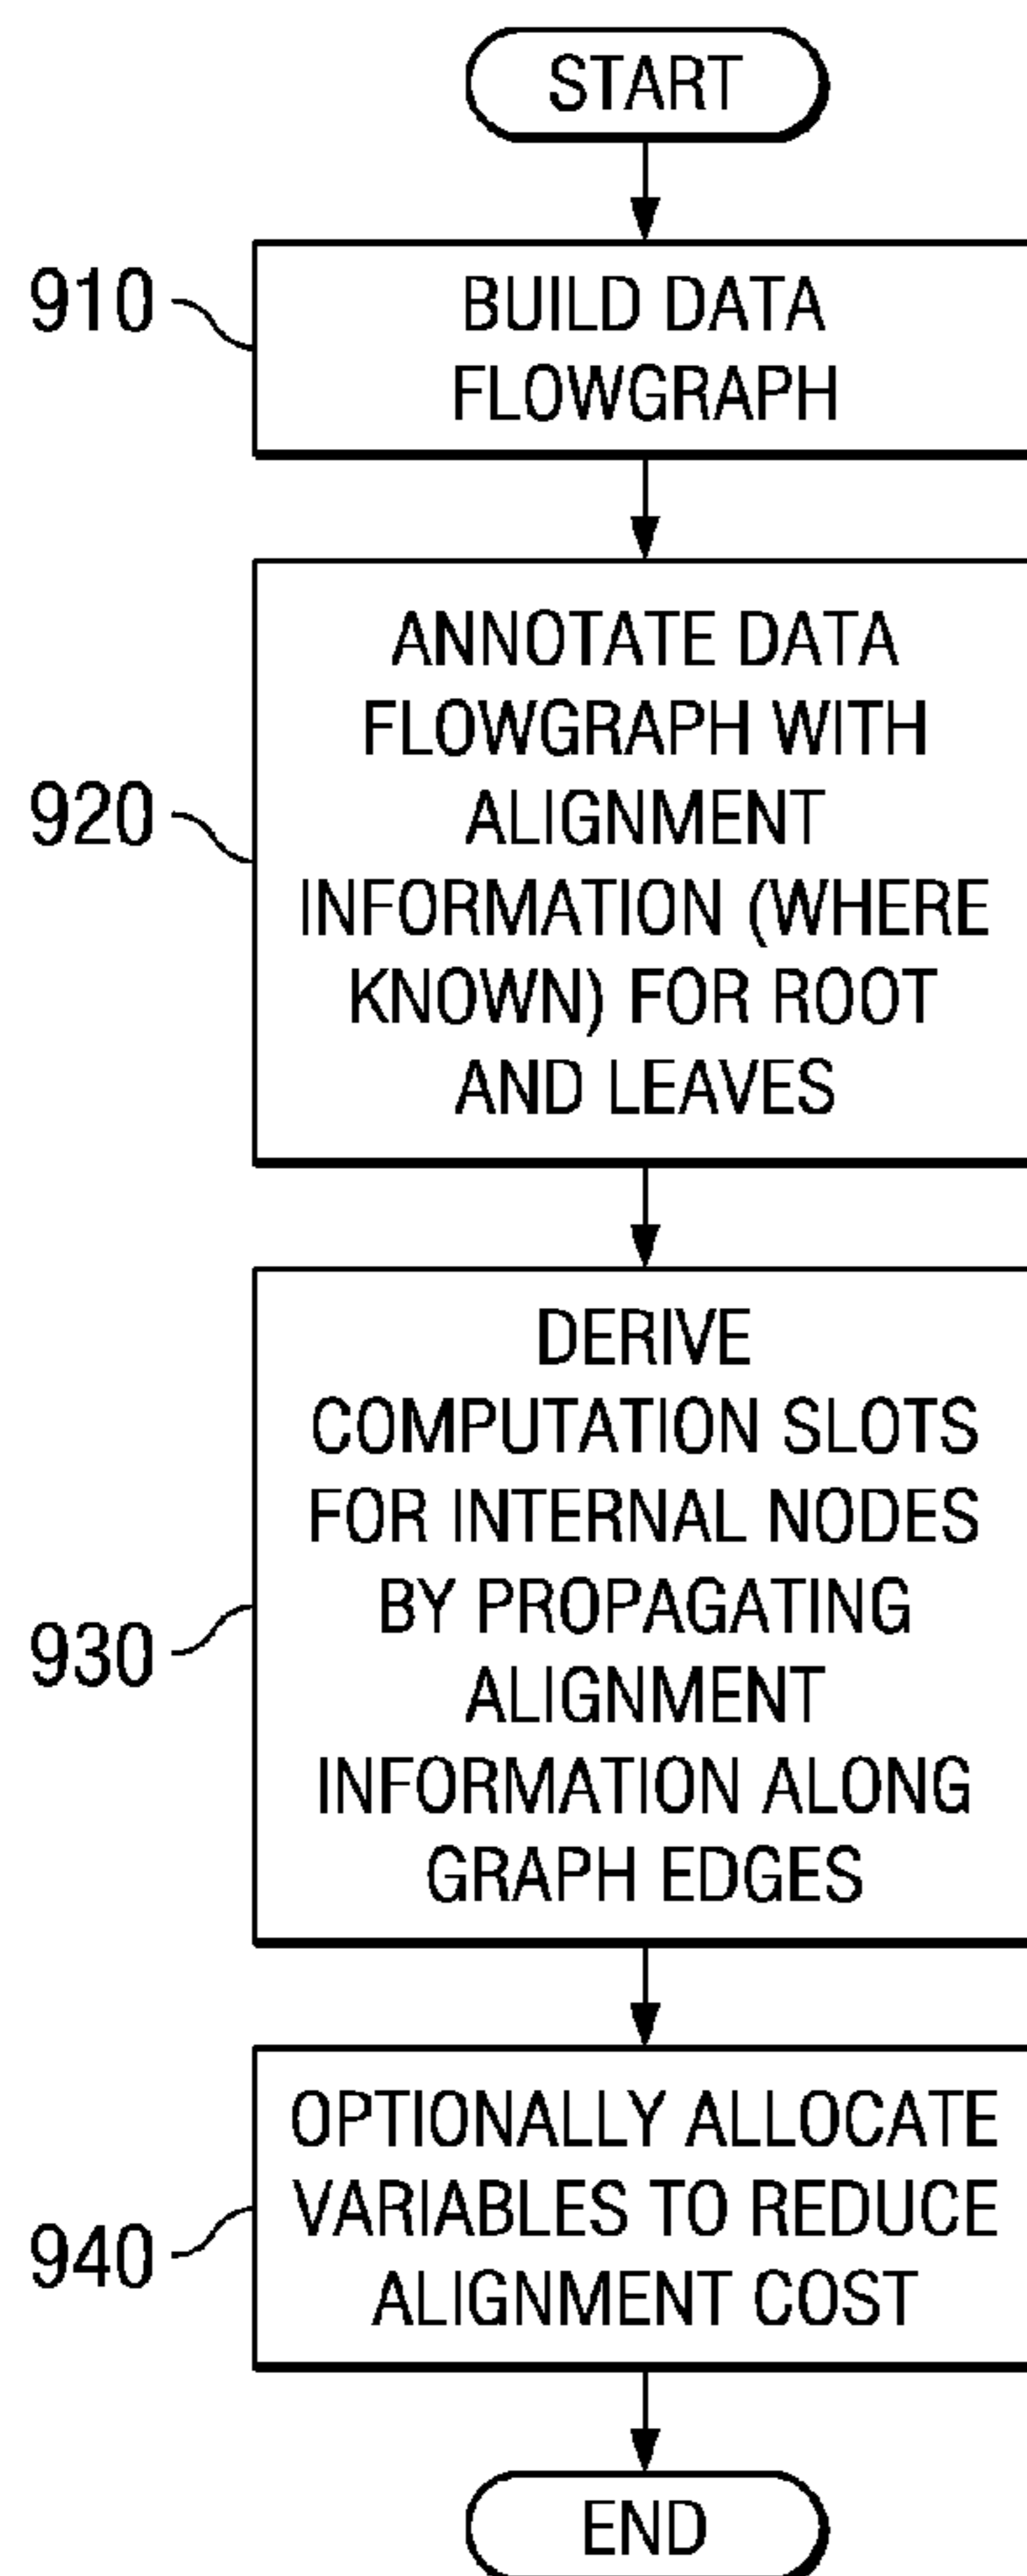 START
910
BUILD DATA
FLOWGRAPH
920
ANNOTATE DATA
FLOWGRAPH WITH
ALIGNMENT
INFORMATION (WHERE
KNOWN) FOR ROOT
AND LEAVES
930
DERIVE
COMPUTATION SLOTS
FOR INTERNAL NODES
BY PROPAGATING
ALIGNMENT
INFORMATION ALONG
GRAPH EDGES
940
OPTIONALLY ALLOCATE
VARIABLES TO REDUCE
ALIGNMENT COST
END